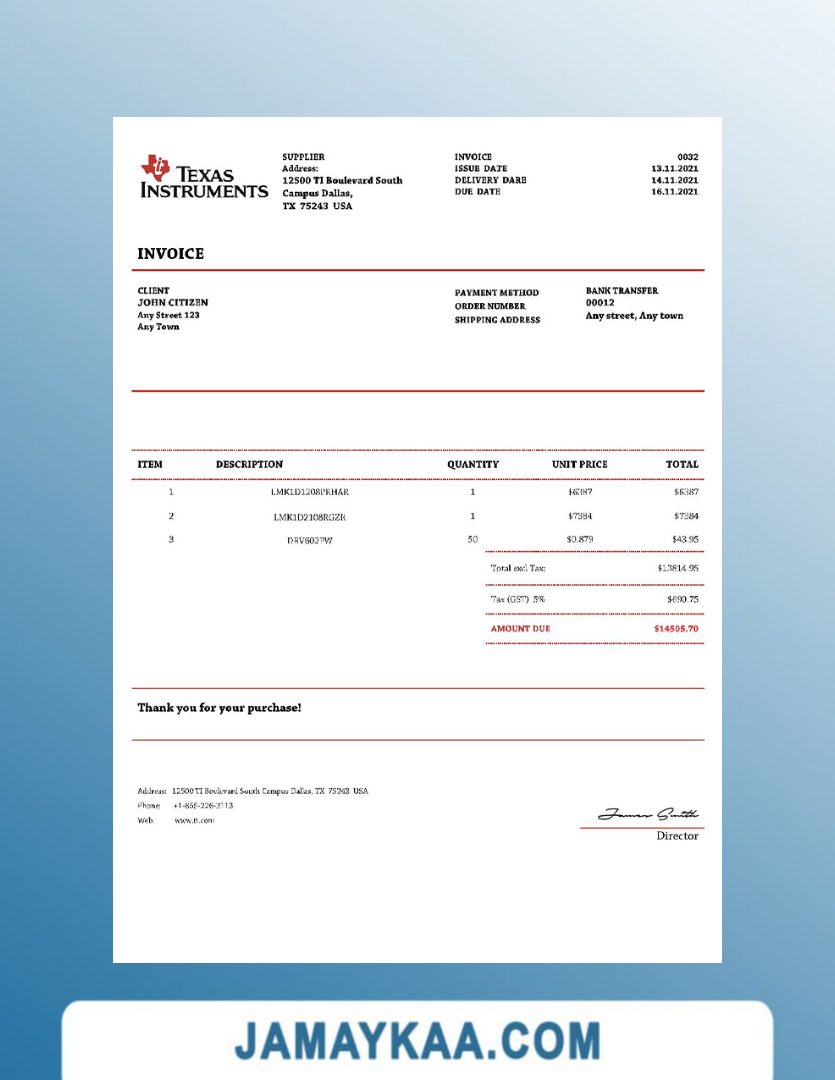 TEXAS
INSTRUMENTS
SUPPLIER
Address:
12500 TI Boulevard South
Campus Dallas,
TX 75243 USA
INVOICE 0032
ISSUE DATE 13.11.2021
DELIVERY DARE 14.11.2021
DUE DATE 16.11.2021
INVOICE
CLIENT
JOHN CITIZEN
Any Street 123
Any Town
PAYMENT METHOD BANK TRANSFER
ORDER NUMBER 00012
SHIPPING ADDRESS Any street, Any town
ITEM DESCRIPTION QUANTITY UNIT PRICE TOTAL
1 LMK1D1208PRHAR 1 $6387 $6387
2 LMK1D2108RGZR 1 $7384 $7384
3 DRV602PW 50 $0.879 $43.95
Total excl Tax: $13814.95
Tax (GST) 5% $690.75
AMOUNT DUE $14505.70
Thank you for your purchase!
Address: 12500 TI Boulevard South Campus Dallas, TX 75243 USA
Phone: +1-855-226-3113
Web: www.ti.com
James Smith
Director
JAMAYKAA.COM